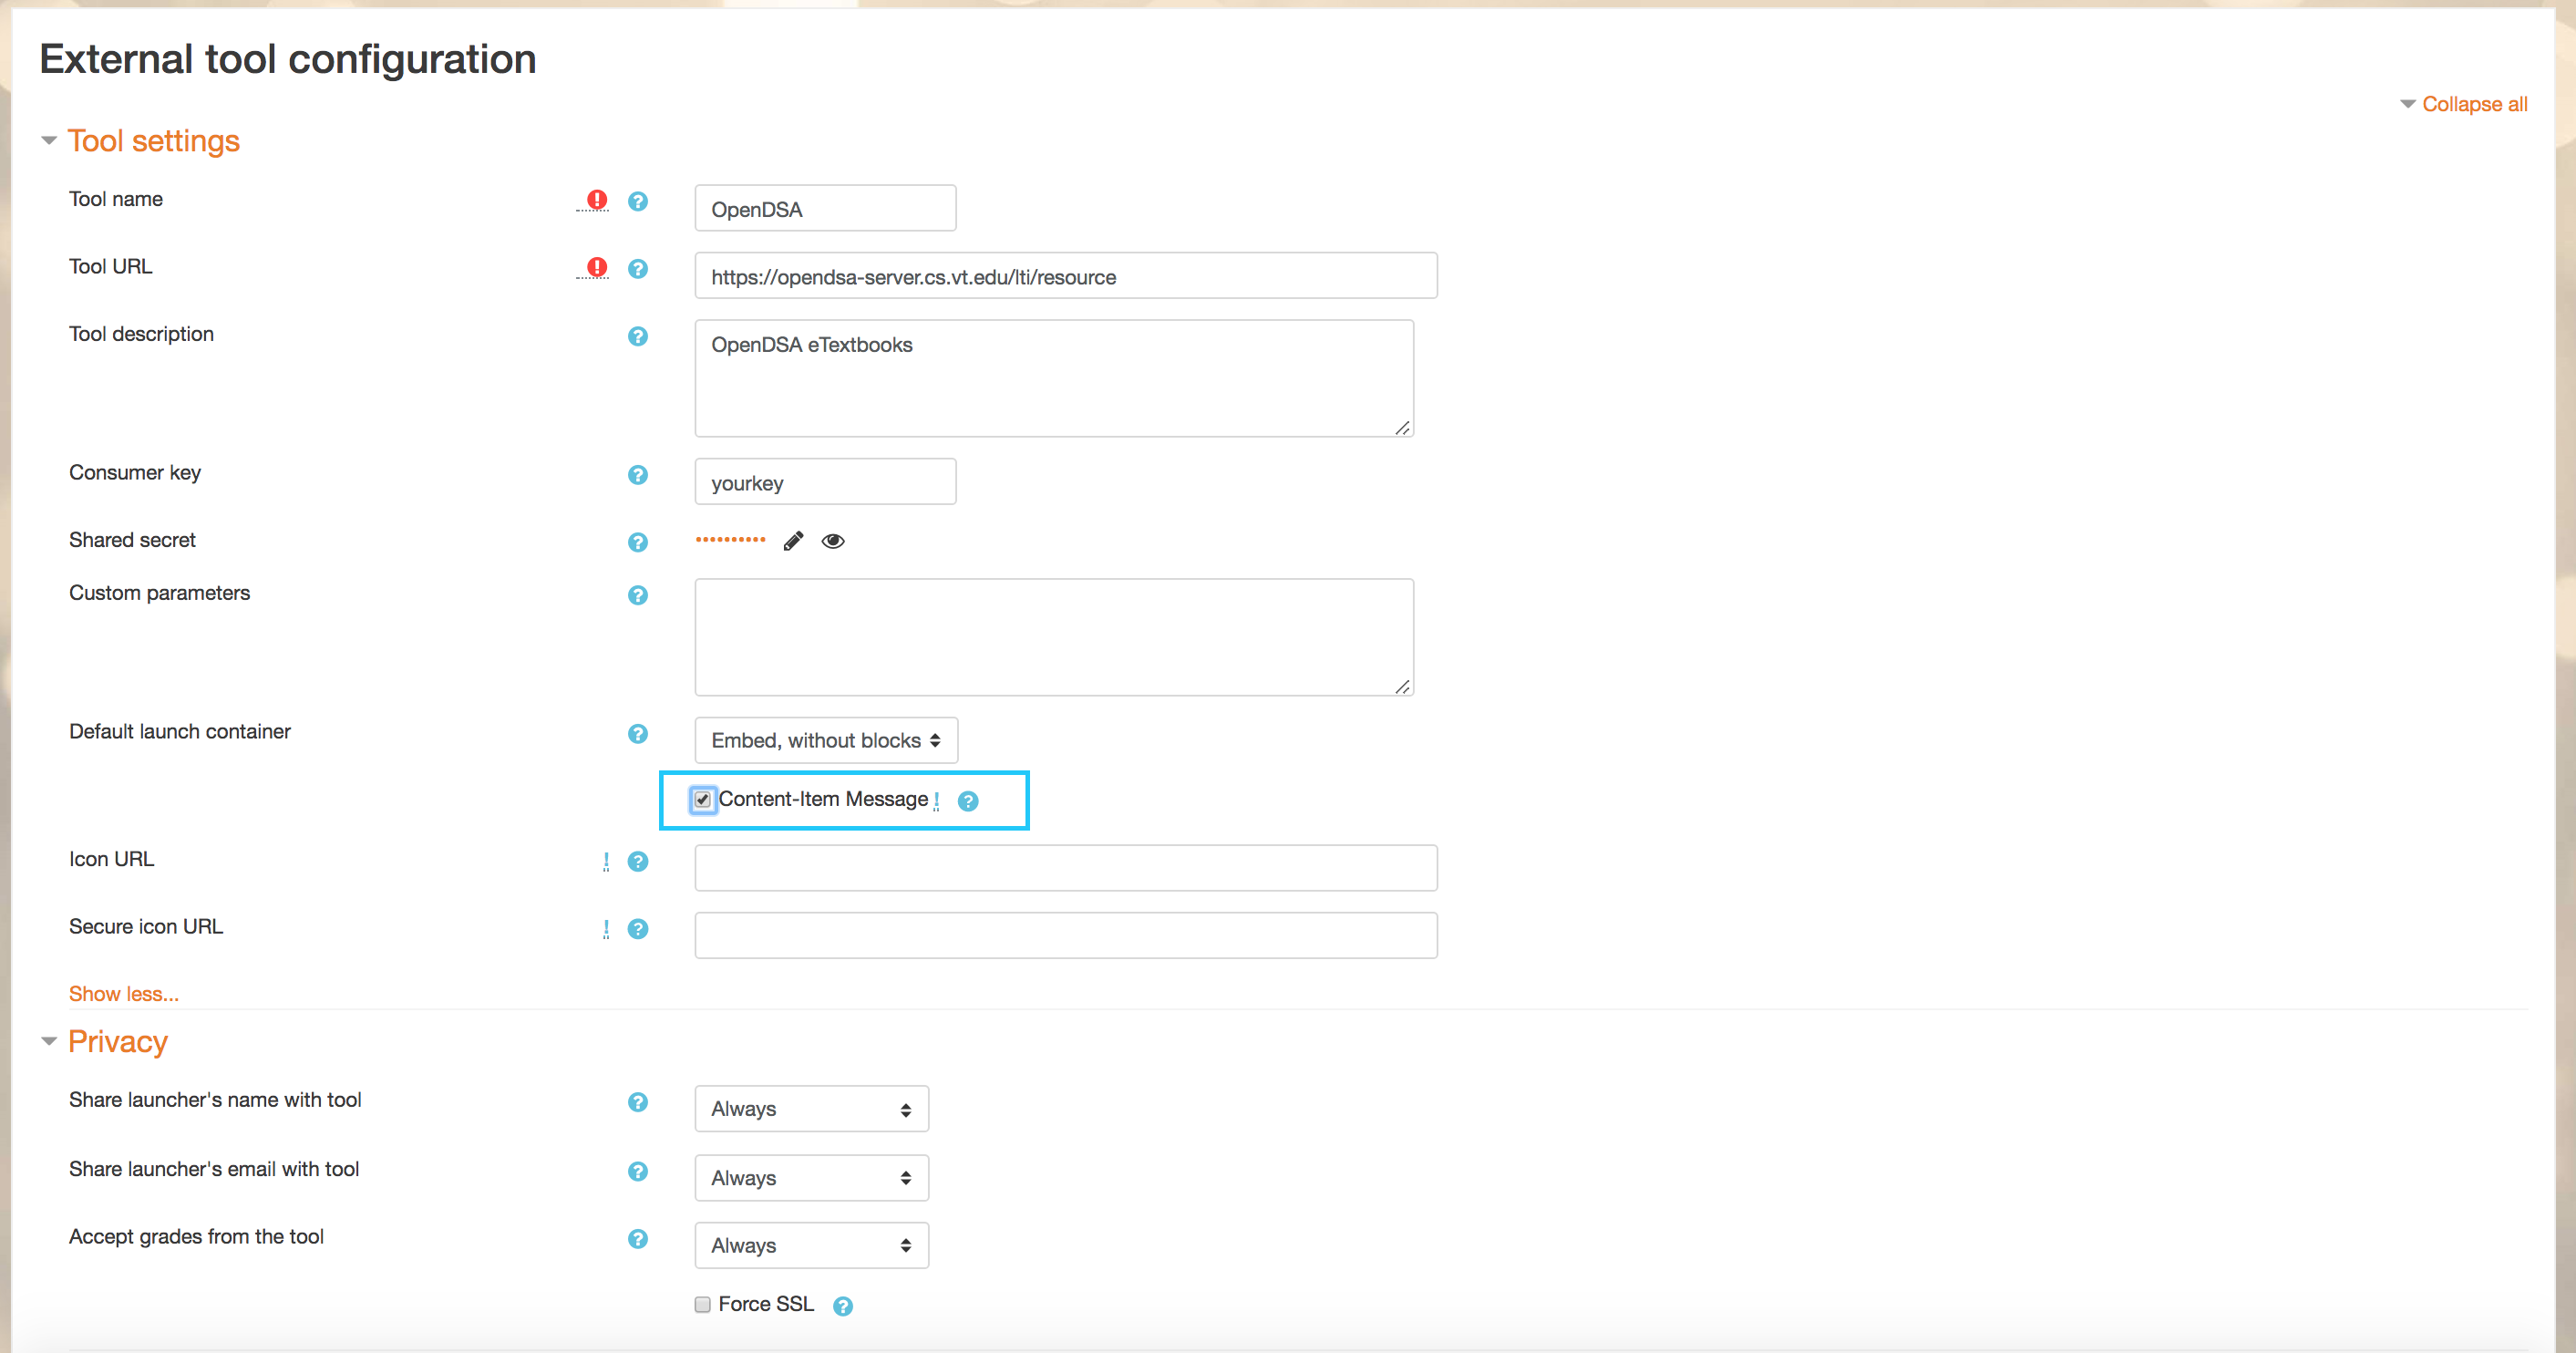 External tool configuration
Collapse all
Tool settings
Tool name
OpenDSA
Tool URL
https://opendsa-server.cs.vt.edu/lti/resource
Tool description
OpenDSA eTextbooks
Consumer key
yourkey
Shared secret
Custom parameters
Default launch container
Embed, without blocks
Content-Item Message
Icon URL
Secure icon URL
Show less...
Privacy
Share launcher's name with tool
Always
Share launcher's email with tool
Always
Accept grades from the tool
Always
Force SSL